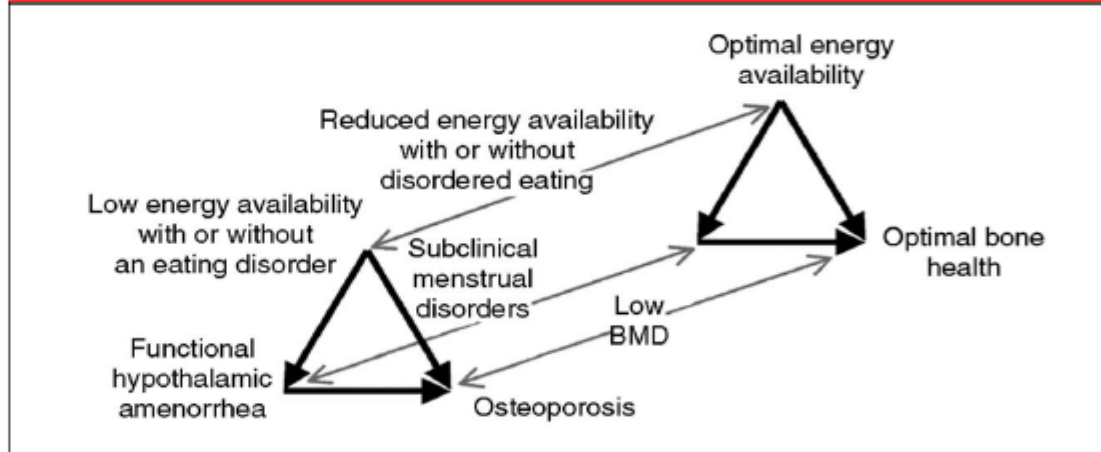 Optimal energy
availability
Reduced energy availability
with or without
disordered eating
Low energy availability
with or without
an eating disorder
Subclinical
menstrual
disorders
Optimal bone
health
Low
BMD
Functional
hypothalamic
amenorrhea
Osteoporosis